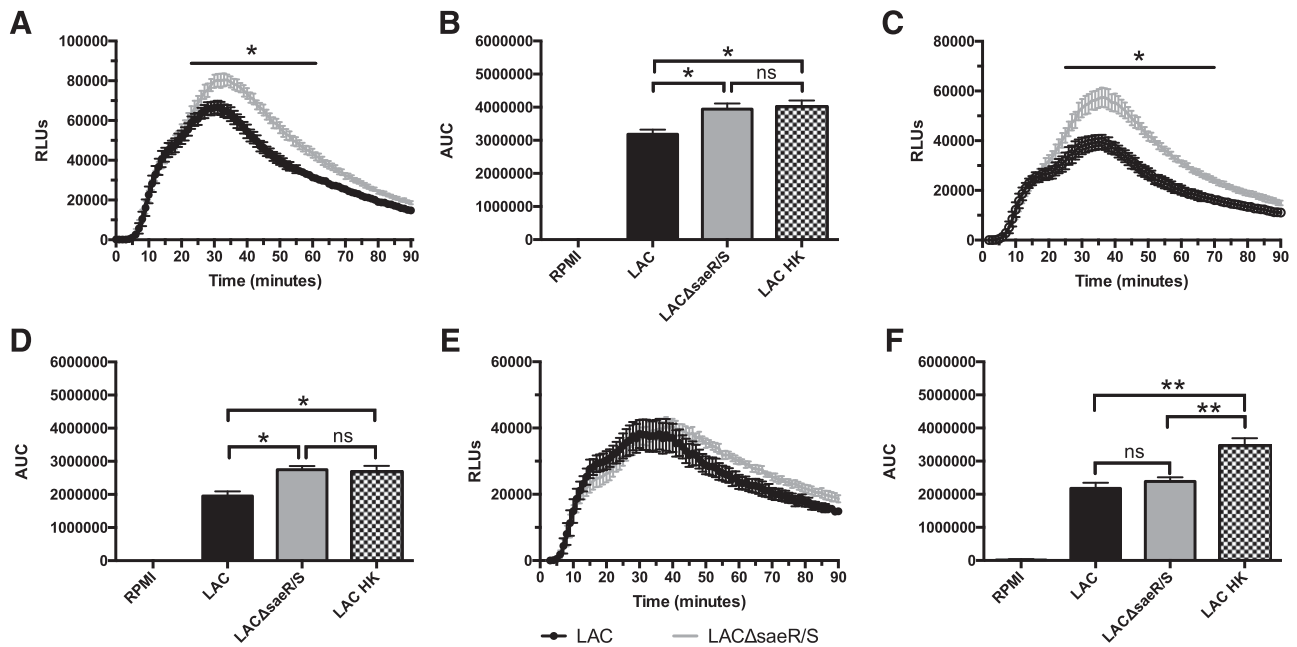 A
100000
80000
60000
40000
20000
0
RLUs
*
0 10 20 30 40 50 60 70 80 90
Time (minutes)
B
6000000
5000000
4000000
3000000
2000000
1000000
0
AUC
*
* ns
RPMI LAC LACΔsaeR/S LAC HK
C
80000
60000
40000
20000
0
RLUs
*
0 10 20 30 40 50 60 70 80 90
Time (minutes)
D
6000000
5000000
4000000
3000000
2000000
1000000
0
AUC
*
* ns
RPMI LAC LACΔsaeR/S LAC HK
E
60000
40000
20000
0
RLUs
0 10 20 30 40 50 60 70 80 90
Time (minutes)
F
6000000
5000000
4000000
3000000
2000000
1000000
0
AUC
**
**
ns
RPMI LAC LACΔsaeR/S LAC HK
LAC LACΔsaeR/S